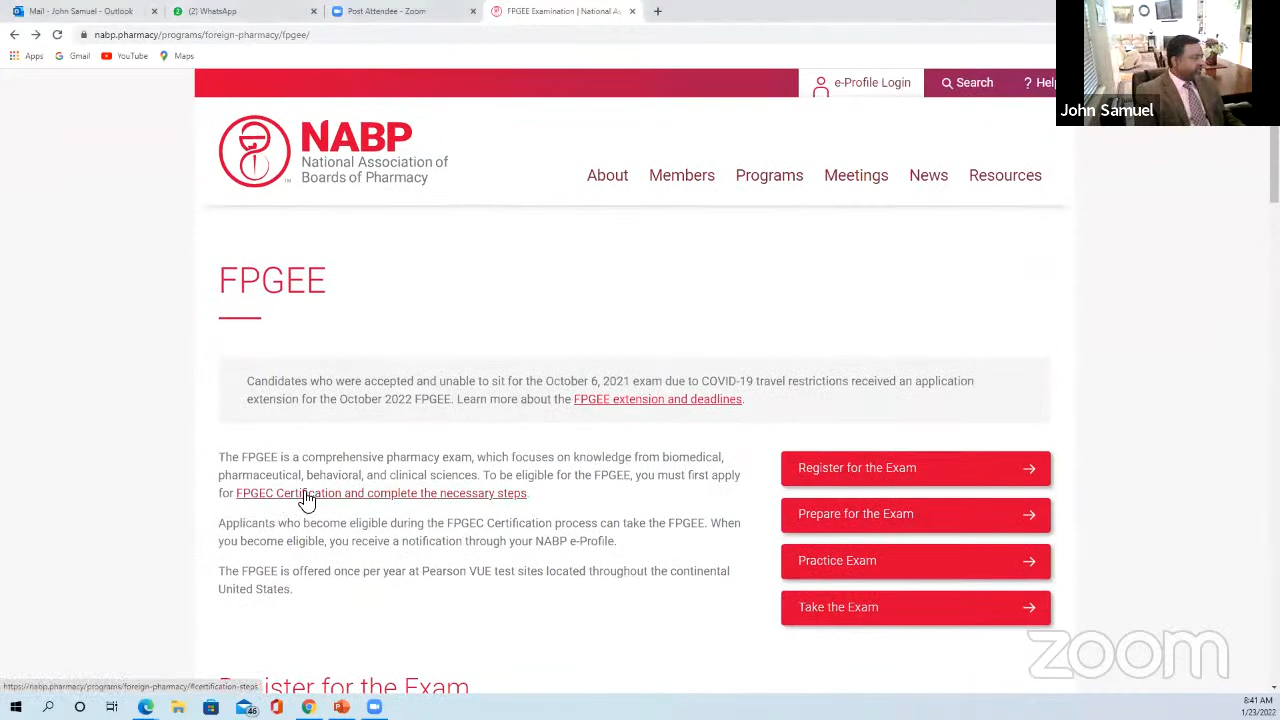 (2,019 unread) - Outlook
Post Attendee - Zoom
FPGEE Examination | National As
nabp.pharmacy/programs/foreign-pharmacy/fpgee/
Apps
Gmail
YouTube
Maps
e-Profile Login
Search
? Help
John Samuel
NABP
National Association of
Boards of Pharmacy
TM
About
Members
Programs
Meetings
News
Resources
FPGEE
Candidates who were accepted and unable to sit for the October 6, 2021 exam due to COVID-19 travel restrictions received an application
extension for the October 2022 FPGEE. Learn more about the FPGEE extension and deadlines.
The FPGEE is a comprehensive pharmacy exam, which focuses on knowledge from biomedical,
pharmaceutical, behavioral, and clinical sciences. To be eligible for the FPGEE, you must first apply
for FPGEC Certification and complete the necessary steps.
Applicants who become eligible during the FPGEC Certification process can take the FPGEE. When
you become eligible, you receive a notification through your NABP e-Profile.
The FPGEE is offered once per year at Pearson VUE test sites located throughout the continental
United States.
Register for the Exam
Prepare for the Exam
Practice Exam
Take the Exam
zoom
Register for the Exam
https://nabp.pharmacy/programs/foreign-pharmacy/#certification-steps
46
8:41 AM
1/23/2022